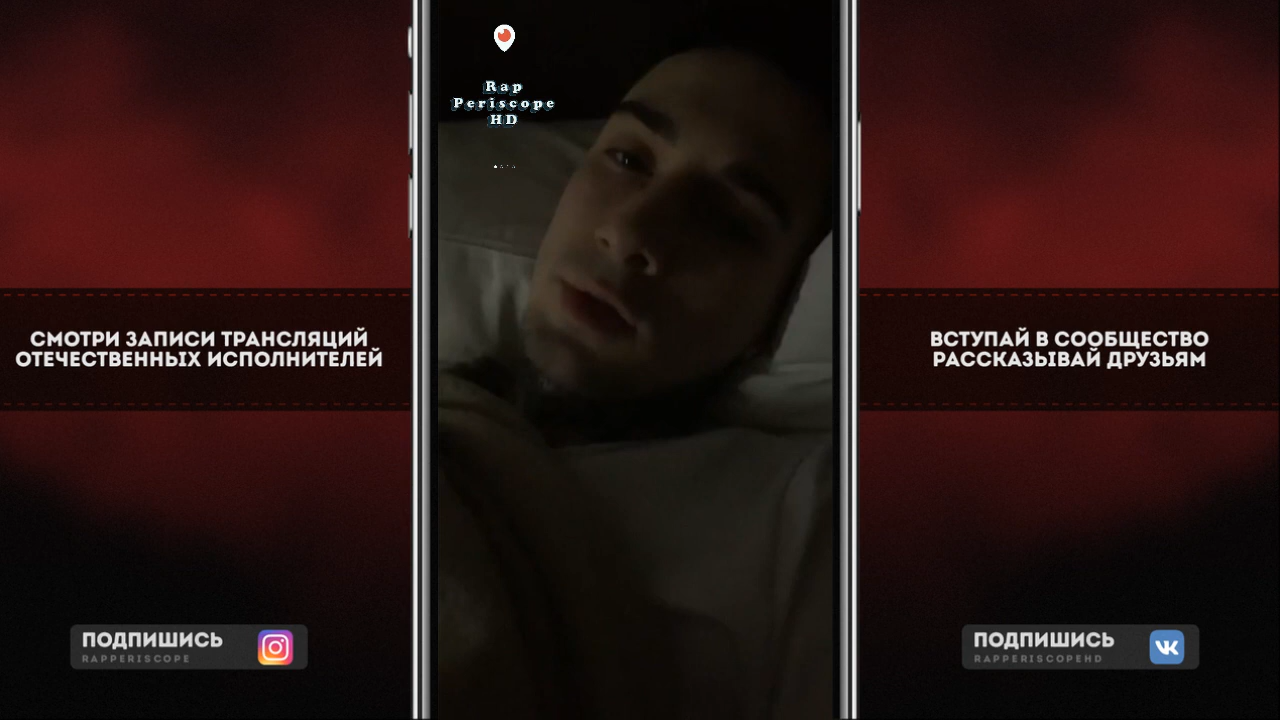 Rap
Periscope
HD
СМОТРИ ЗАПИСИ ТРАНСЛЯЦИЙ
ОТЕЧЕСТВЕННЫХ ИСПОЛНИТЕЛЕЙ
ВСТУПАЙ В СООБЩЕСТВО
РАССКАЗЫВАЙ ДРУЗЬЯМ
ПОДПИШИСЬ
RAPPERISCOPE
ПОДПИШИСЬ
RAPPERISCOPEHD